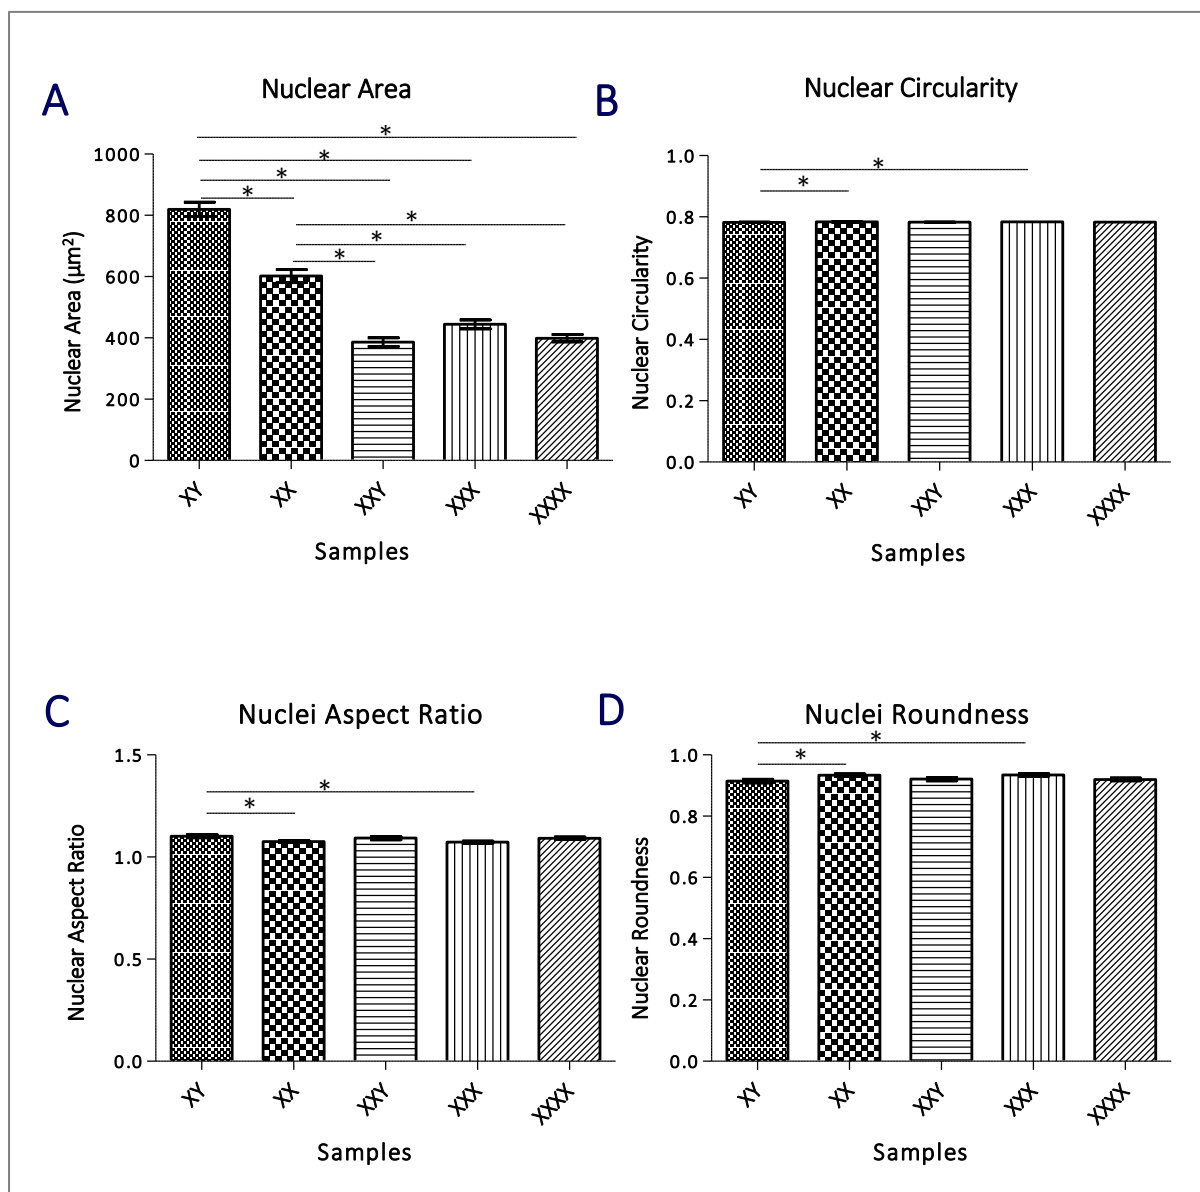 A
Nuclear Area
*
*
*
*
*
*
*
1000
800
600
400
200
0
Nuclear Area (µm²)
XY
XX
XXY
XXX
XXXX
Samples
B
Nuclear Circularity
*
*
1.0
0.8
0.6
0.4
0.2
0.0
Nuclear Circularity
XY
XX
XXY
XXX
XXXX
Samples
C
Nuclei Aspect Ratio
*
*
1.5
1.0
0.5
0.0
Nuclear Aspect Ratio
XY
XX
XXY
XXX
XXXX
Samples
D
Nuclei Roundness
*
*
1.0
0.8
0.6
0.4
0.2
0.0
Nuclear Roundness
XY
XX
XXY
XXX
XXXX
Samples